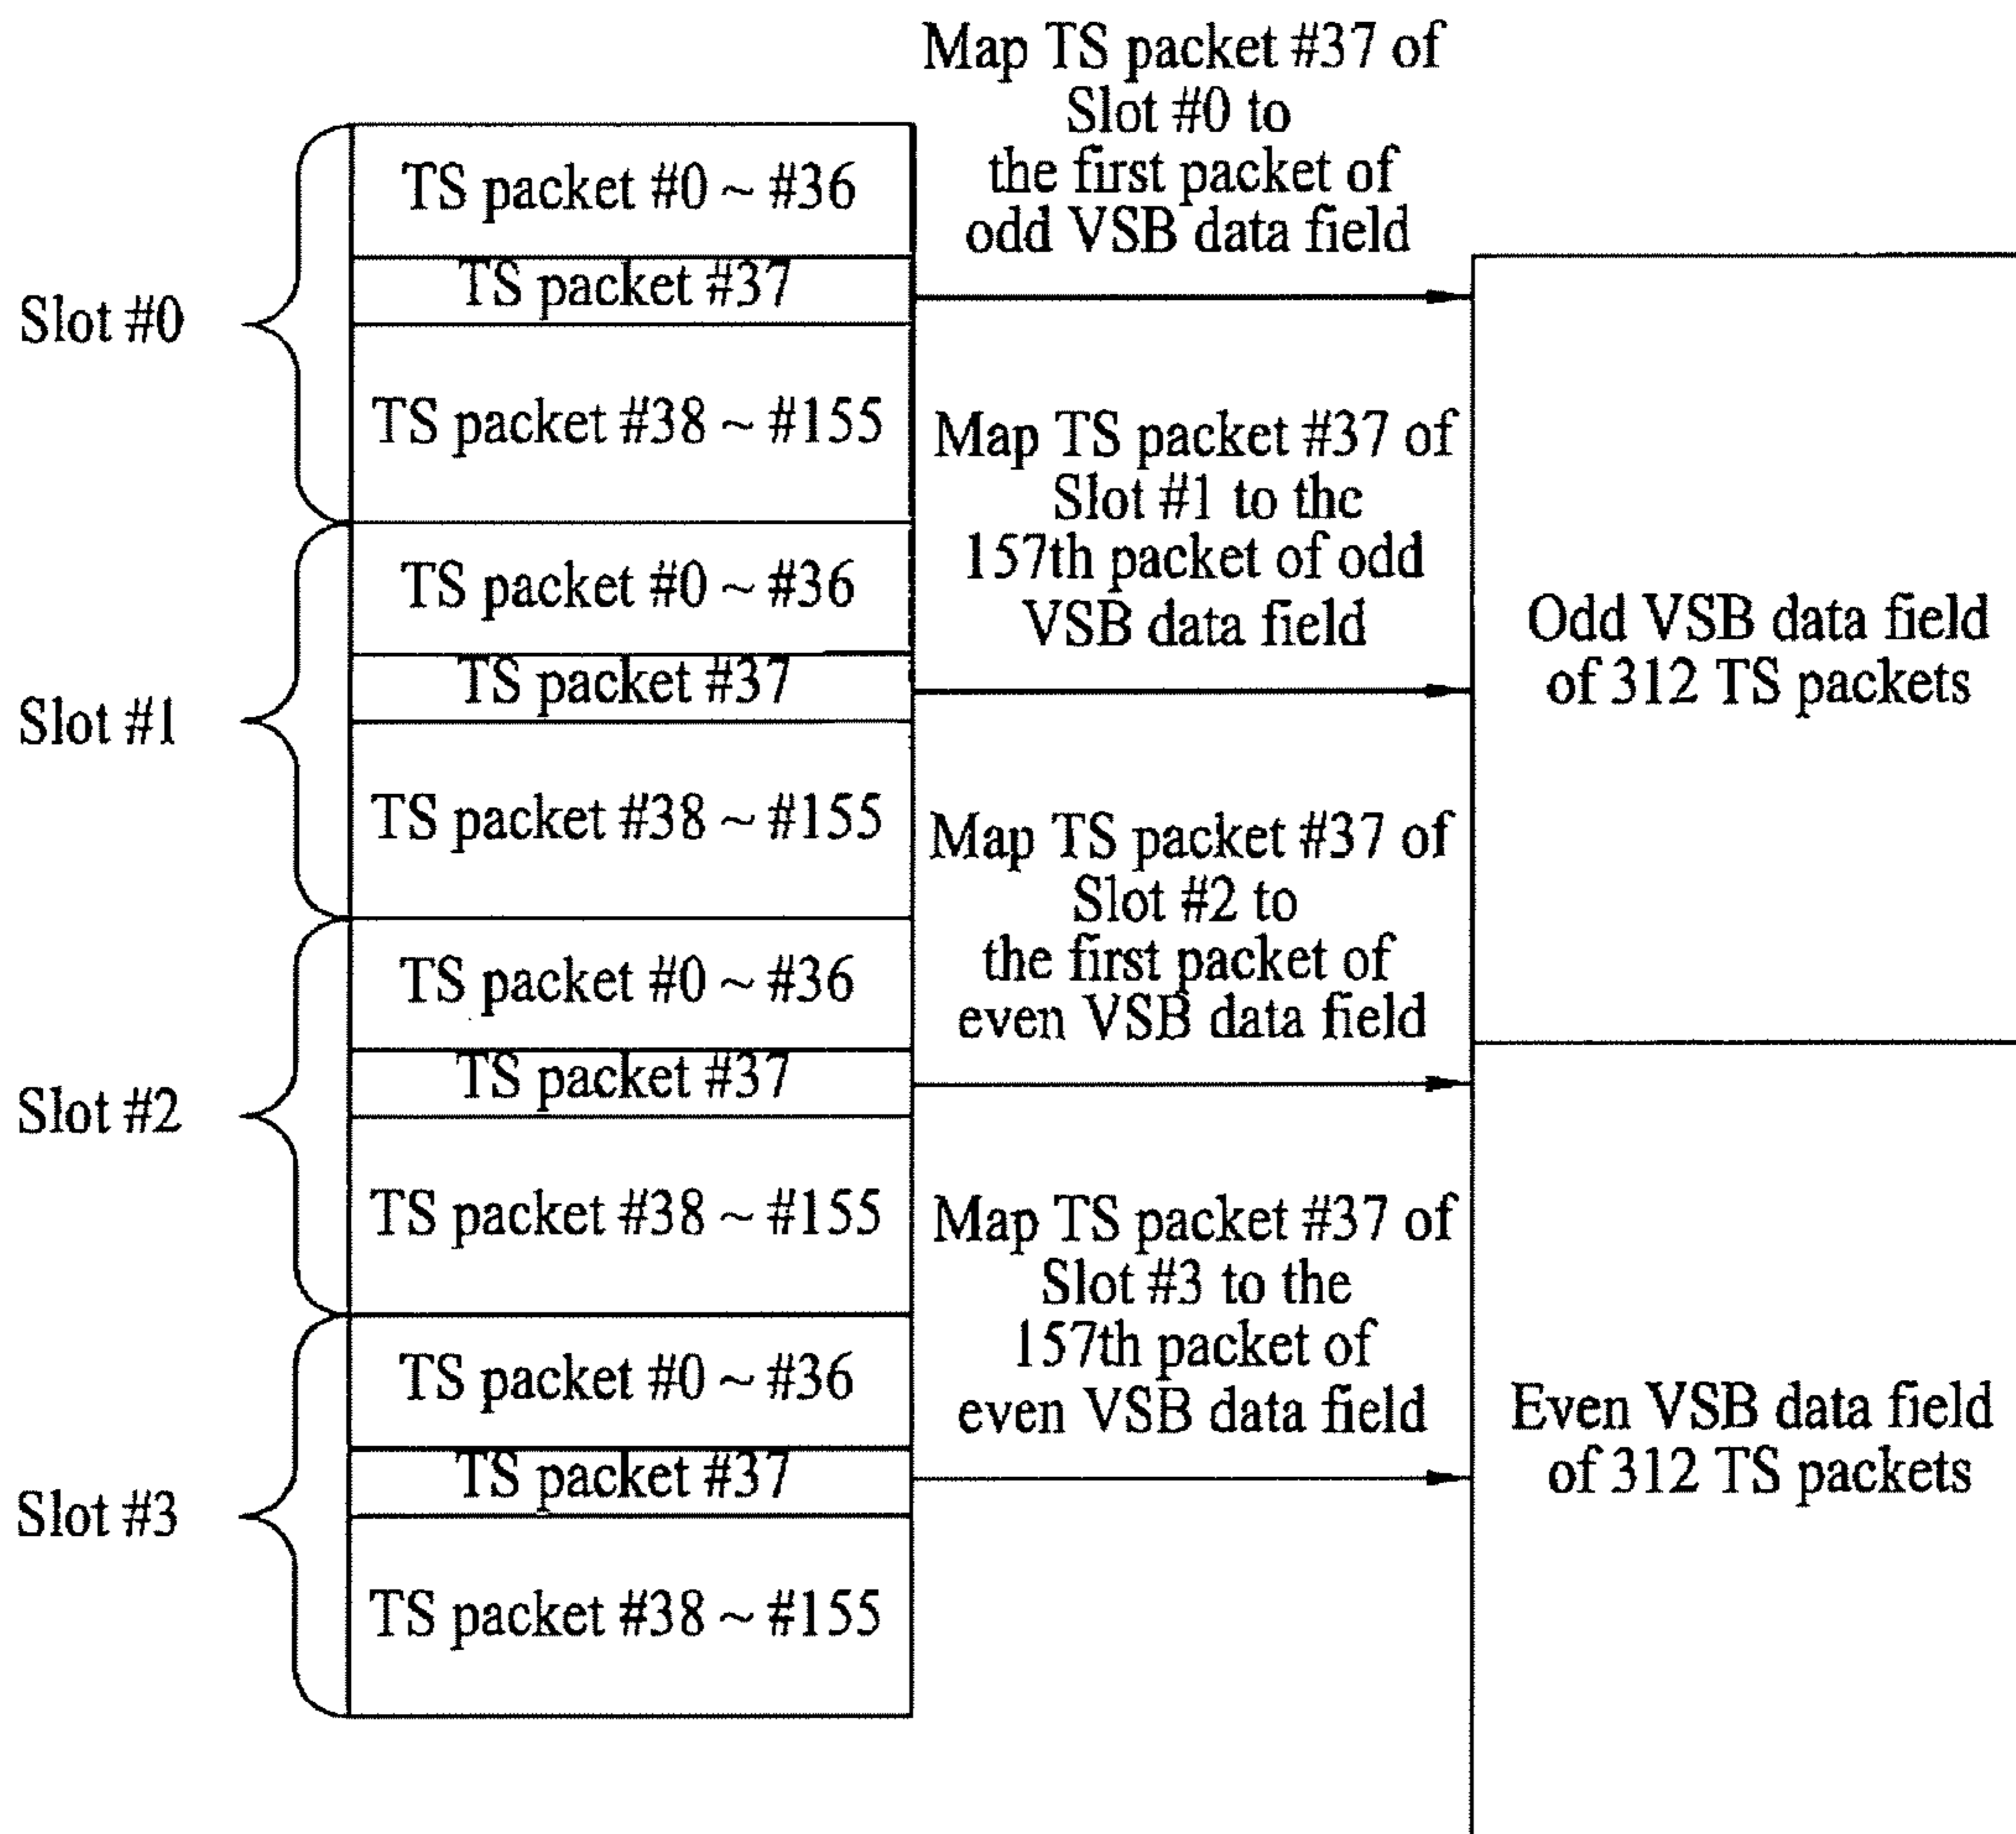 Map TS packet #37 of
Slot #0 to
the first packet of
odd VSB data field
TS packet #0 ~ #36
TS packet #37
Slot #0
TS packet #38 ~ #155
Map TS packet #37 of
Slot #1 to the
157th packet of odd
VSB data field
TS packet #0 ~ #36
TS packet #37
Slot #1
TS packet #38 ~ #155
Odd VSB data field
of 312 TS packets
Map TS packet #37 of
Slot #2 to
the first packet of
even VSB data field
TS packet #0 ~ #36
TS packet #37
Slot #2
TS packet #38 ~ #155
Map TS packet #37 of
Slot #3 to the
157th packet of
even VSB data field
TS packet #0 ~ #36
TS packet #37
Slot #3
TS packet #38 ~ #155
Even VSB data field
of 312 TS packets